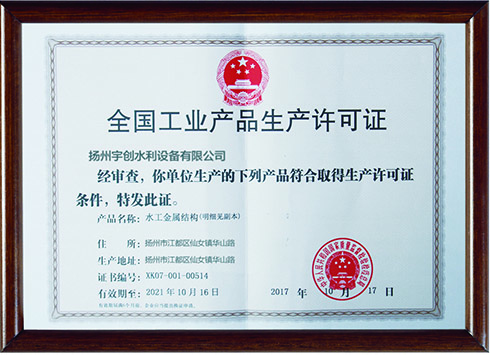 全国工业产品生产许可证
扬州宇创水利设备有限公司
经审查，你单位生产的下列产品符合取得生产许可证
条件，特发此证。
产品名称：水工金属结构(明细见副本)
住　　所：扬州市江都区仙女镇华山路
生产地址：扬州市江都区仙女镇华山路
证书编号：XK07-001-00514
有效期至：2021 年 10 月 16 日
2017 年 10 月 17 日